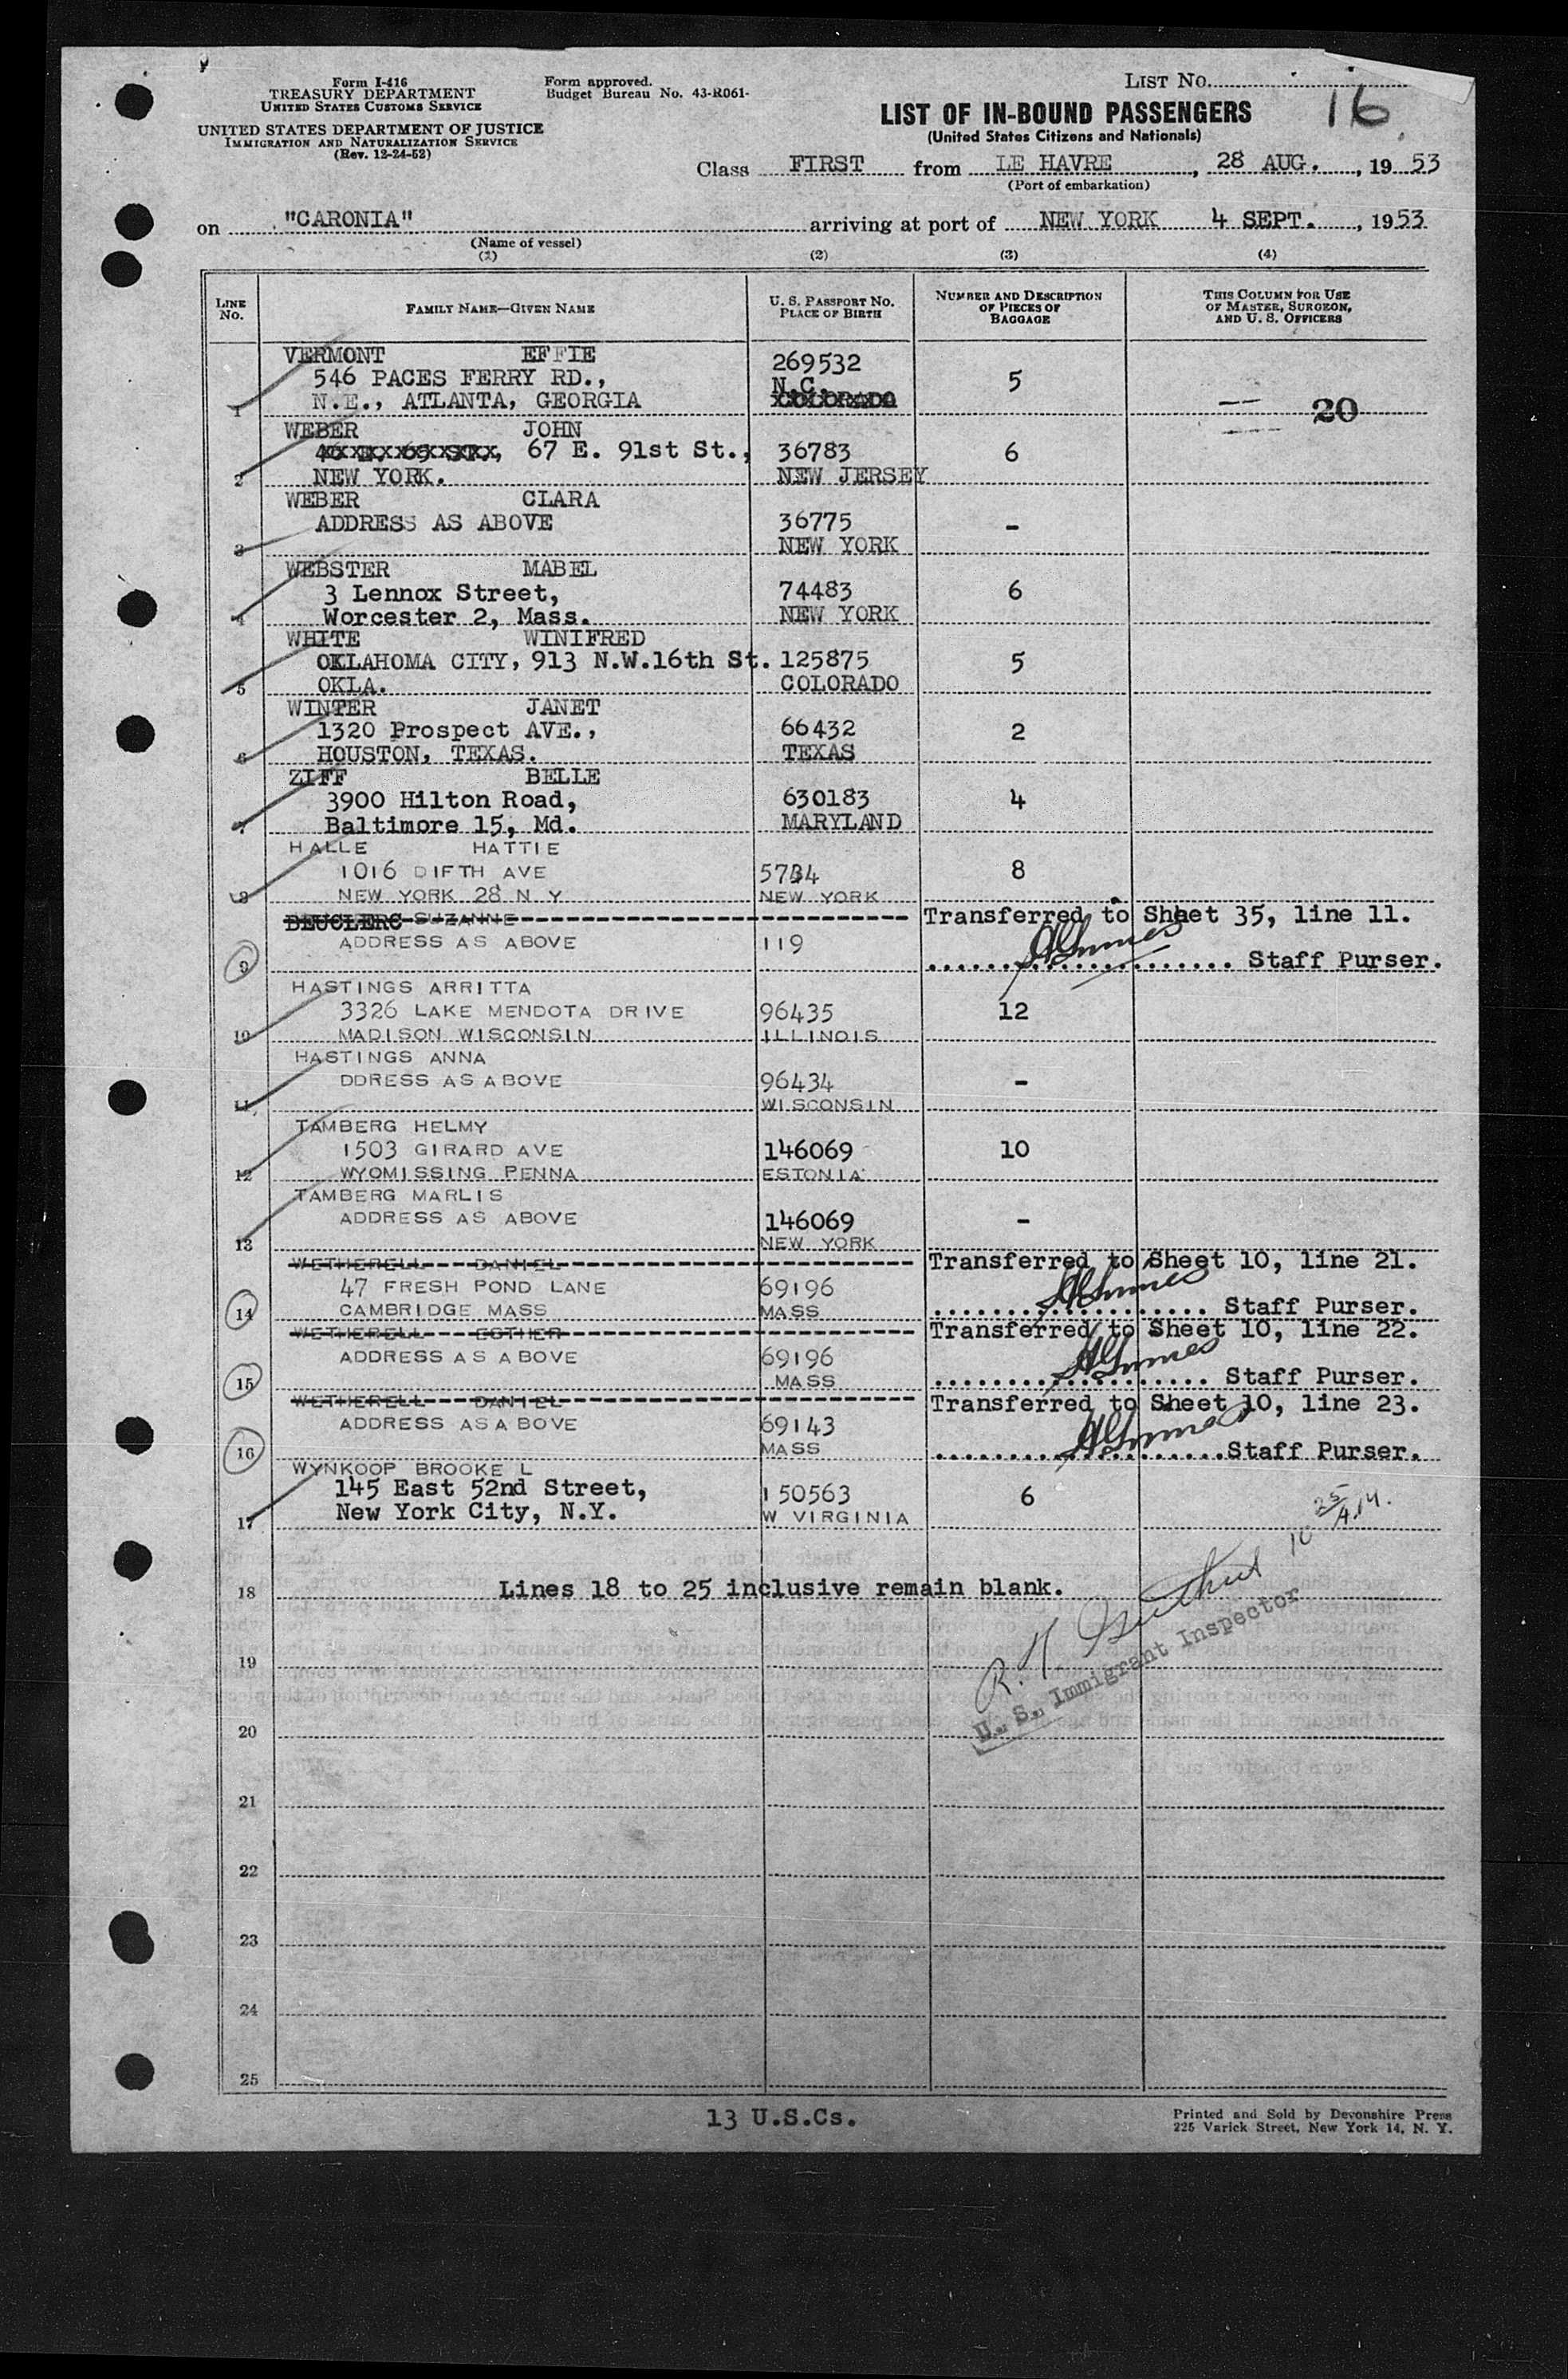 Form I-416
TREASURY DEPARTMENT
UNITED STATES CUSTOMS SERVICE
UNITED STATES DEPARTMENT OF JUSTICE
IMMIGRATION AND NATURALIZATION SERVICE
(Rev. 12-24-52)
Form approved.
Budget Bureau No. 43-R061-
LIST No. 16
LIST OF IN-BOUND PASSENGERS
(United States Citizens and Nationals)
Class FIRST from LE HAVRE, 28 AUG., 1953
(Port of embarkation)
on "CARONIA" arriving at port of NEW YORK 4 SEPT., 1953
(Name of vessel)
(1) (2) (3) (4)
LINE No. FAMILY NAME—GIVEN NAME U. S. PASSPORT NO. PLACE OF BIRTH NUMBER AND DESCRIPTION OF PIECES OF BAGGAGE THIS COLUMN FOR USE OF MASTER, SURGEON, AND U. S. OFFICERS
VERMONT EFFIE 269532
546 PACES FERRY RD., N.C. 5
1 N.E., ATLANTA, GEORGIA COLORADO 20
WEBER JOHN
67 E. 91st St., 36783 6
2 NEW YORK. NEW JERSEY
WEBER CLARA
ADDRESS AS ABOVE 36775 -
3 NEW YORK
WEBSTER MABEL
3 Lennox Street, 74483 6
4 Worcester 2, Mass. NEW YORK
WHITE WINIFRED
OKLAHOMA CITY, 913 N.W.16th St. 125875 5
5 OKLA. COLORADO
WINTER JANET
1320 Prospect AVE., 66432 2
6 HOUSTON, TEXAS. TEXAS
ZIFF BELLE
3900 Hilton Road, 630183 4
7 Baltimore 15, Md. MARYLAND
HALLE HATTIE
1016 DIFTH AVE 8
8 NEW YORK 28 N Y NEW YORK
BEUCLERC SUZANNE Transferred to Sheet 35, line 11.
ADDRESS AS ABOVE 119
9 Staff Purser.
HASTINGS ARRITTA
3326 LAKE MENDOTA DRIVE 96435 12
10 MADISON WISCONSIN ILLINOIS
HASTINGS ANNA
DDRESS AS ABOVE 96434 -
11 WISCONSIN
TAMBERG HELMY
1503 GIRARD AVE 146069 10
12 WYOMISSING PENNA ESTONIA
TAMBERG MARLIS
ADDRESS AS ABOVE 146069 -
13 NEW YORK
WETHERELL DANIEL Transferred to Sheet 10, line 21.
47 FRESH POND LANE 69196
14 CAMBRIDGE MASS MASS Staff Purser.
WETHERELL ESTHER Transferred to Sheet 10, line 22.
ADDRESS AS ABOVE 69196
15 MASS Staff Purser.
WETHERELL DANIEL Transferred to Sheet 10, line 23.
ADDRESS AS ABOVE 69143
16 MASS Staff Purser.
WYNKOOP BROOKE L
145 East 52nd Street, 150563 6
17 New York City, N.Y. W VIRGINIA
18 Lines 18 to 25 inclusive remain blank.
R. H.
U. S. Immigrant Inspector
19
20
21
22
23
24
25
13 U.S.Cs.
Printed and Sold by Devonshire Press
225 Varick Street, New York 14, N. Y.